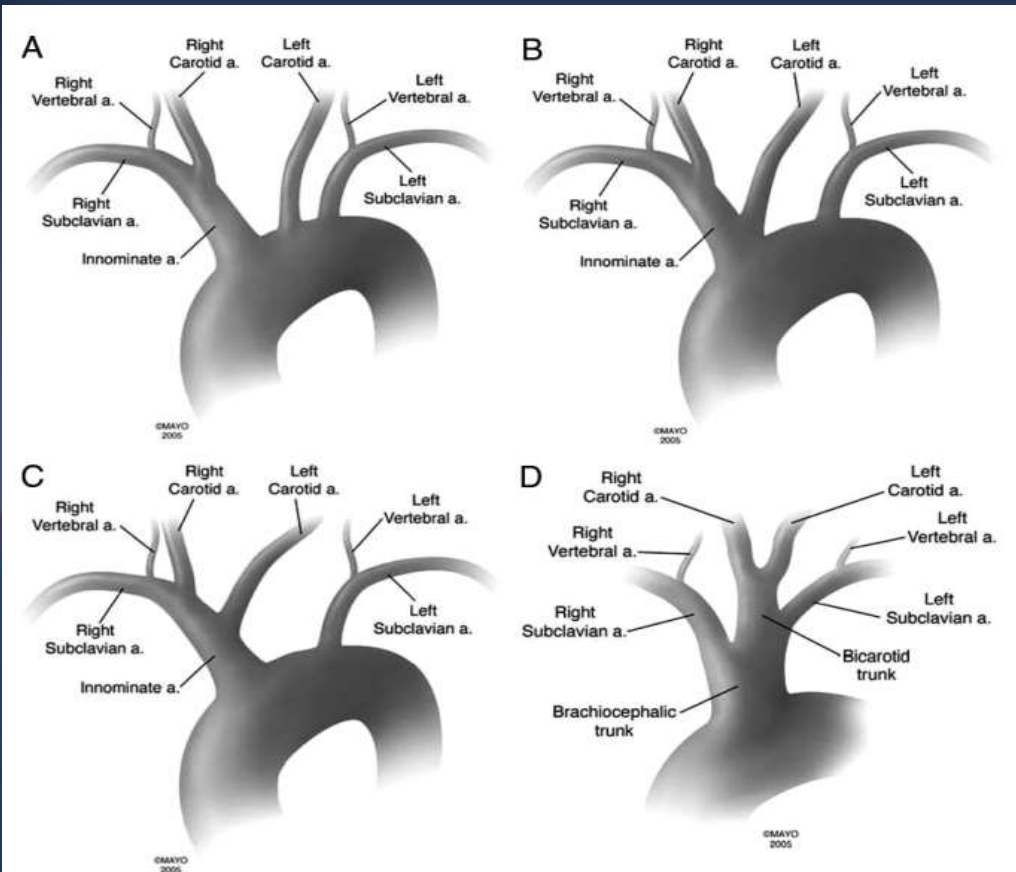 A
Right
Carotid a.
Left
Carotid a.
Right
Vertebral a.
Left
Vertebral a.
Right
Subclavian a.
Left
Subclavian a.
Innominate a.
©MAYO
2005
B
Right
Carotid a.
Left
Carotid a.
Right
Vertebral a.
Left
Vertebral a.
Right
Subclavian a.
Left
Subclavian a.
Innominate a.
©MAYO
2005
C
Right
Carotid a.
Left
Carotid a.
Right
Vertebral a.
Left
Vertebral a.
Right
Subclavian a.
Left
Subclavian a.
Innominate a.
©MAYO
2005
D
Right
Carotid a.
Left
Carotid a.
Right
Vertebral a.
Left
Vertebral a.
Right
Subclavian a.
Left
Subclavian a.
Bicarotid
trunk
Brachiocephalic
trunk
©MAYO
2005